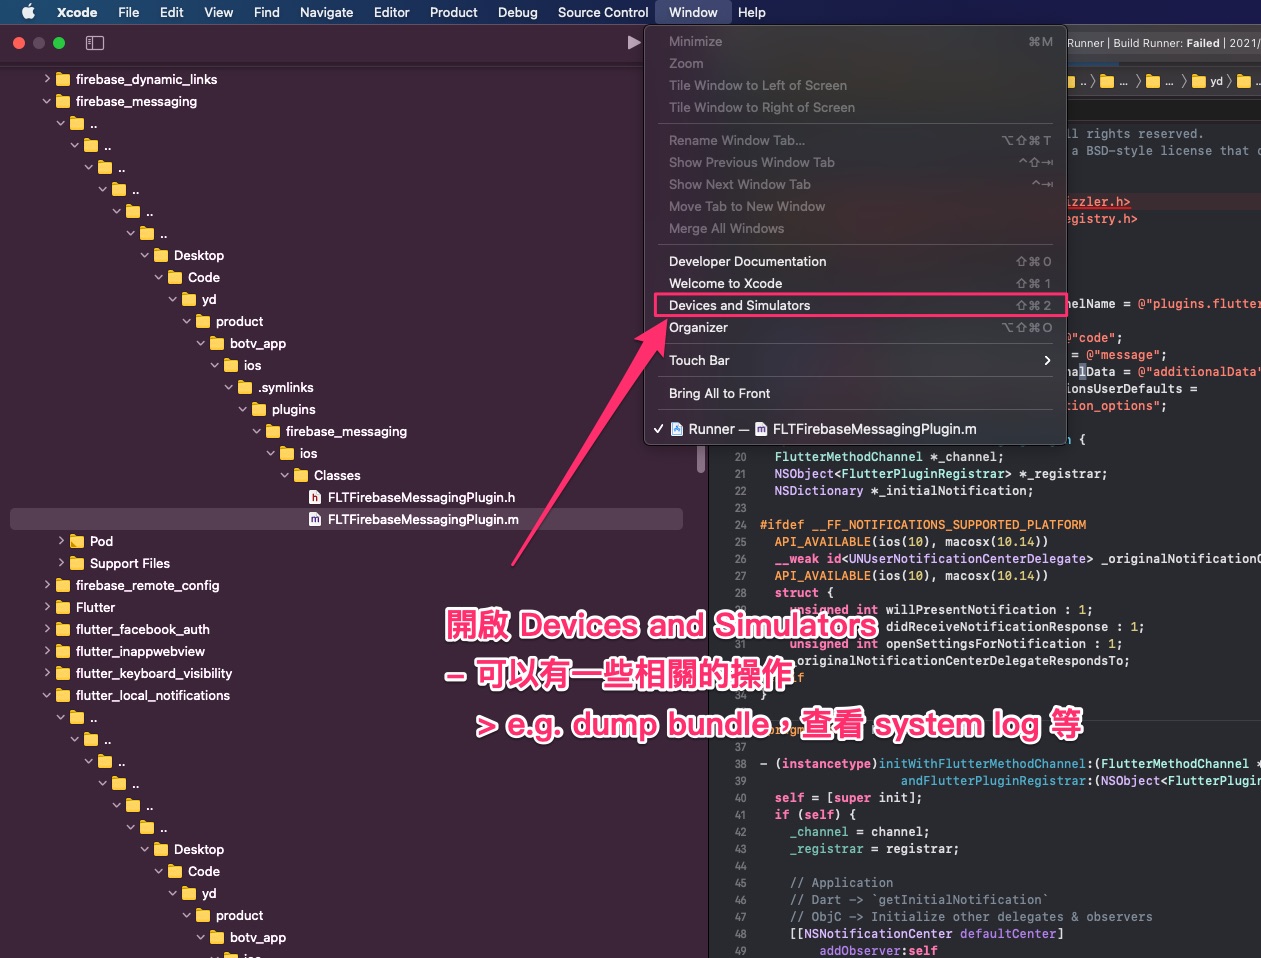 Xcode File Edit View Find Navigate Editor Product Debug Source Control Window Help
Runner | Build Runner: Failed | 2021/
Minimize ⌘M
Zoom
Tile Window to Left of Screen
Tile Window to Right of Screen
Rename Window Tab... ⌥⇧⌘T
Show Previous Window Tab ^⇧⇥
Show Next Window Tab ^⇥
Move Tab to New Window
Merge All Windows
Developer Documentation ⇧⌘0
Welcome to Xcode ⇧⌘1
Devices and Simulators ⇧⌘2
Organizer ⌥⇧⌘O
Touch Bar
Bring All to Front
✓ Runner — FLTFirebaseMessagingPlugin.m
firebase_dynamic_links
firebase_messaging
..
..
..
..
..
..
Desktop
Code
yd
product
botv_app
ios
.symlinks
plugins
firebase_messaging
ios
Classes
FLTFirebaseMessagingPlugin.h
FLTFirebaseMessagingPlugin.m
Pod
Support Files
firebase_remote_config
Flutter
flutter_facebook_auth
flutter_inappwebview
flutter_keyboard_visibility
flutter_local_notifications
..
..
..
..
..
..
Desktop
Code
yd
product
botv_app
.. ... ... yd
ll rights reserved.
a BSD-style license that
izzler.h>
egistry.h>
nelName = @"plugins.flutter
@"code";
= @"message";
nalData = @"additionalData"
onsUserDefaults =
tion_options";
n {
20 FlutterMethodChannel *_channel;
21 NSObject<FlutterPluginRegistrar> *_registrar;
22 NSDictionary *_initialNotification;
23
24 #ifdef __FF_NOTIFICATIONS_SUPPORTED_PLATFORM
25 API_AVAILABLE(ios(10), macosx(10.14))
26 __weak id<UNUserNotificationCenterDelegate> _originalNotificationC
27 API_AVAILABLE(ios(10), macosx(10.14))
28 struct {
unsigned int willPresentNotification : 1;
didReceiveNotificationResponse : 1;
31 unsigned int openSettingsForNotification : 1;
originalNotificationCenterDelegateRespondsTo;
34 }
37
38 - (instancetype)initWithFlutterMethodChannel:(FlutterMethodChannel *
39 andFlutterPluginRegistrar:(NSObject<FlutterPlugin
40 self = [super init];
41 if (self) {
42 _channel = channel;
43 _registrar = registrar;
44
45 // Application
46 // Dart -> `getInitialNotification`
47 // ObjC -> Initialize other delegates & observers
48 [[NSNotificationCenter defaultCenter]
49 addObserver:self
開啟 Devices and Simulators
- 可以有一些相關的操作
> e.g. dump bundle，查看 system log 等